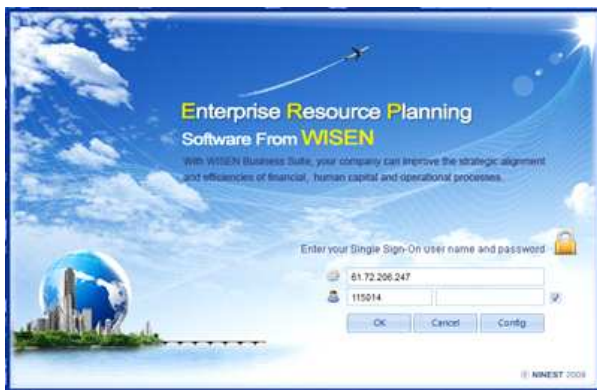 Enterprise Resource Planning
Software From WISEN
With WISEN Business Suite, your company can improve the strategic alignment
and efficiencies of financial, human capital and operational processes.
Enter your Single Sign-On user name and password
61.72.206.247
115014
OK Cancel Config
© NINEST 2009